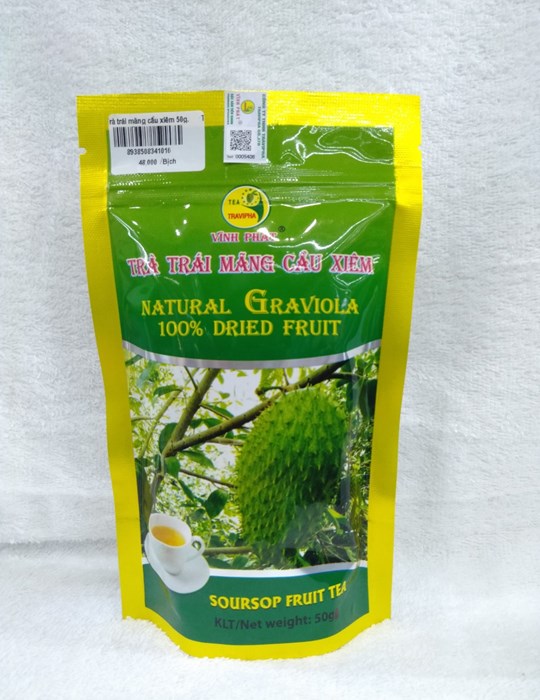 rà trái mãng cầu xiêm 50g.
8938508341016
48.000 /Bịch
TEA
TRAVIPHA
VĨNH PHÁT®
TRÀ TRÁI MÃNG CẦU XIÊM
NATURAL GRAVIOLA
100% DRIED FRUIT
SOURSOP FRUIT TEA
KLT/Net weight: 50g